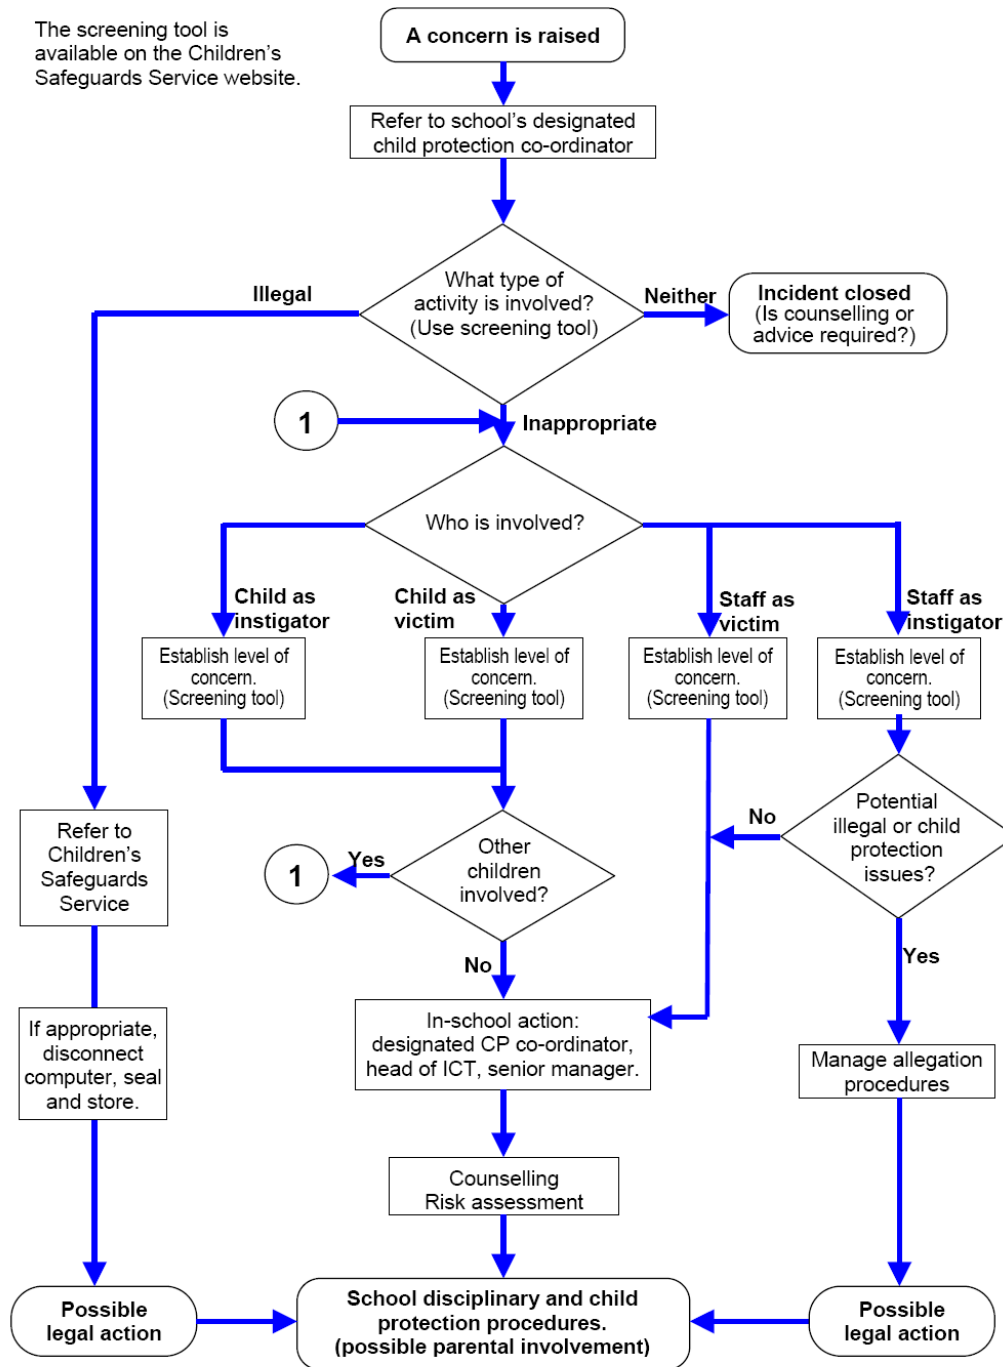 The screening tool is
available on the Children's
Safeguards Service website.
A concern is raised
Refer to school's designated
child protection co-ordinator
What type of
activity is involved?
(Use screening tool)
Illegal
Neither
Incident closed
(Is counselling or
advice required?)
1
Inappropriate
Who is involved?
Child as
instigator
Child as
victim
Staff as
victim
Staff as
instigator
Establish level of
concern.
(Screening tool)
Establish level of
concern.
(Screening tool)
Establish level of
concern.
(Screening tool)
Establish level of
concern.
(Screening tool)
Refer to
Children's
Safeguards
Service
1
Yes
Other
children
involved?
No
Potential
illegal or child
protection
issues?
No
Yes
If appropriate,
disconnect
computer, seal
and store.
In-school action:
designated CP co-ordinator,
head of ICT, senior manager.
Manage allegation
procedures
Counselling
Risk assessment
Possible
legal action
School disciplinary and child
protection procedures.
(possible parental involvement)
Possible
legal action